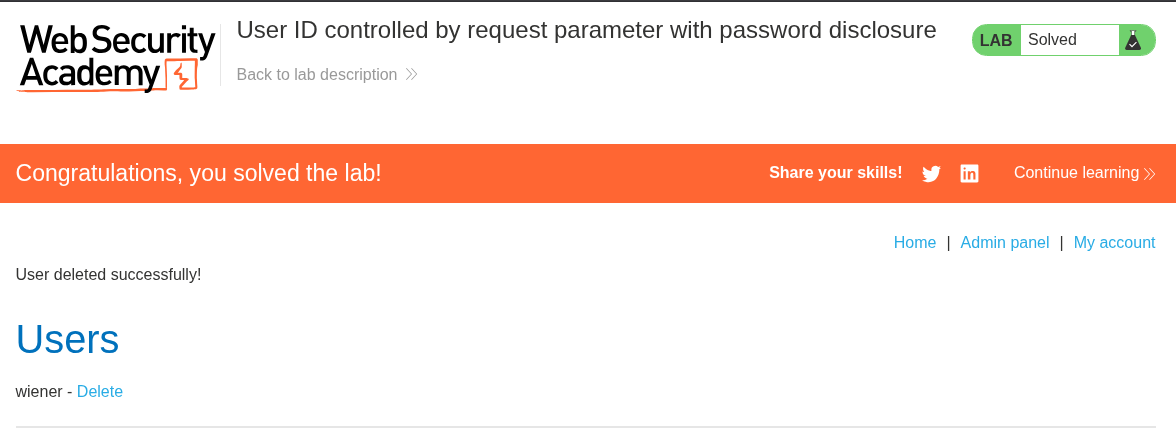 Web Security
Academy
User ID controlled by request parameter with password disclosure
Back to lab description
LAB Solved
Congratulations, you solved the lab!
Share your skills!
Continue learning
Home | Admin panel | My account
User deleted successfully!
Users
wiener - Delete